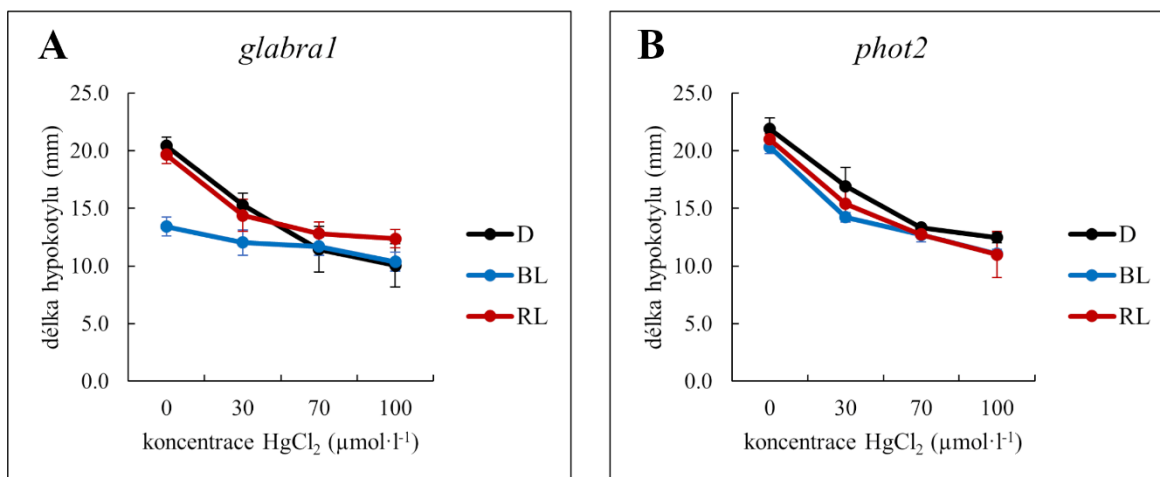 A
glabra1
délka hypokotylu (mm)
25.0
20.0
15.0
10.0
5.0
0.0
0 30 70 100
koncentrace HgCl₂ (µmol·l⁻¹)
D
BL
RL
B
phot2
délka hypokotylu (mm)
25.0
20.0
15.0
10.0
5.0
0.0
0 30 70 100
koncentrace HgCl₂ (µmol·l⁻¹)
D
BL
RL